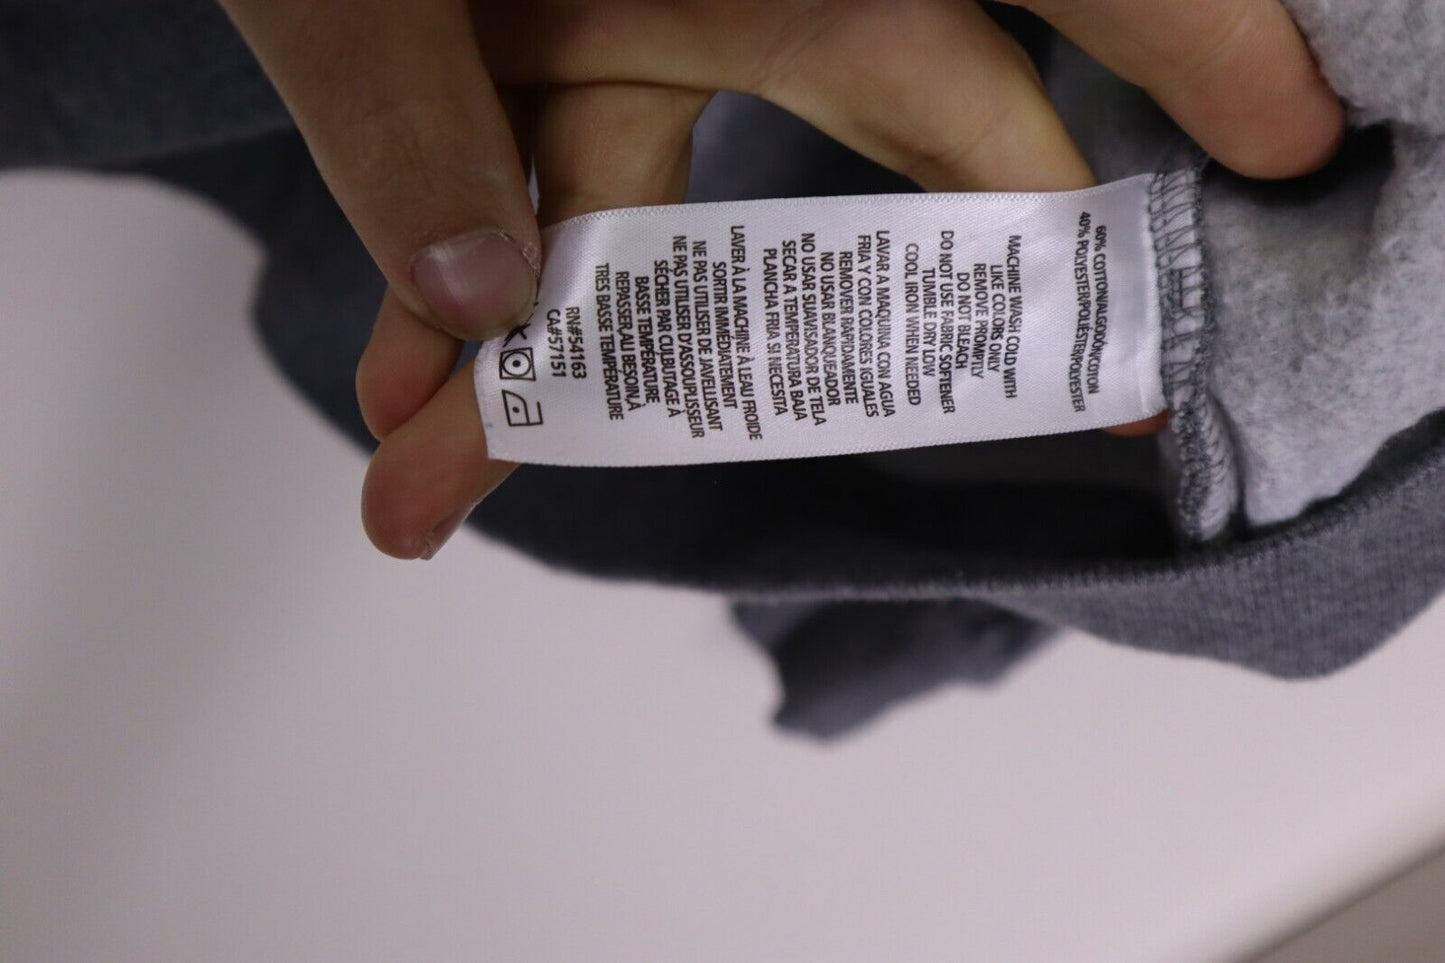 60% COTTON/ALGODÓN/COTON
40% POLYESTER/POLIÉSTER/POLYESTER
MACHINE WASH COLD WITH
LIKE COLORS ONLY
REMOVE PROMPTLY
DO NOT BLEACH
DO NOT USE FABRIC SOFTENER
TUMBLE DRY LOW
COOL IRON WHEN NEEDED
LAVAR A MAQUINA CON AGUA
FRIA Y CON COLORES IGUALES
REMOVER RAPIDAMENTE
NO USAR BLANQUEADOR
NO USAR SUAVISADOR DE TELA
SECAR A TEMPERATURA BAJA
PLANCHA FRIA SI NECESITA
LAVER À LA MACHINE À L'EAU FROIDE
SORTIR IMMÉDIATEMENT
NE PAS UTILISER DE JAVELLISANT
NE PAS UTILISER D'ASSOUPLISSEUR
SÉCHER PAR CULBUTAGE À
BASSE TEMPÉRATURE
REPASSER,AU BESOIN,À
TRÈS BASSE TEMPÉRATURE
RN#54163
CA#57151